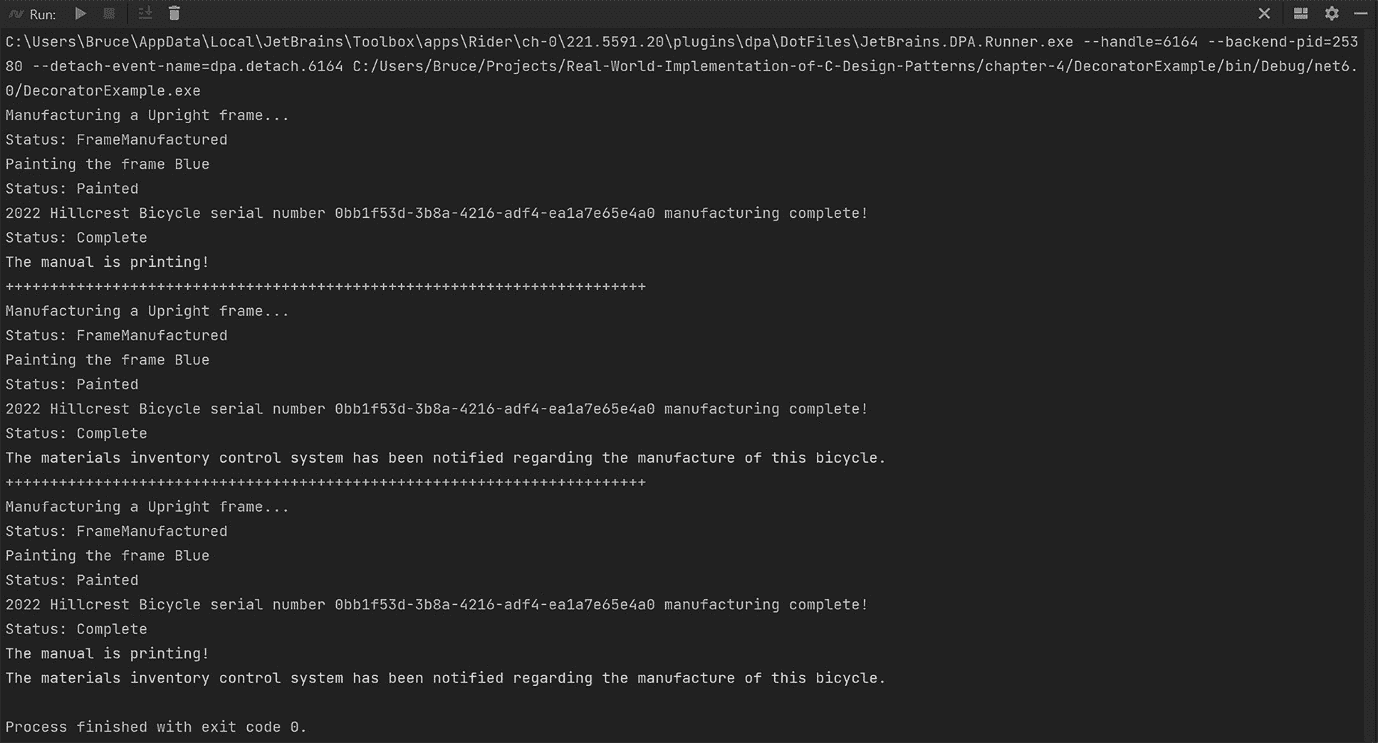 Run:
C:\Users\Bruce\AppData\Local\JetBrains\Toolbox\apps\Rider\ch-0\221.5591.20\plugins\dpa\DotFiles\JetBrains.DPA.Runner.exe --handle=6164 --backend-pid=253
80 --detach-event-name=dpa.detach.6164 C:/Users/Bruce/Projects/Real-World-Implementation-of-C-Design-Patterns/chapter-4/DecoratorExample/bin/Debug/net6.
0/DecoratorExample.exe
Manufacturing a Upright frame...
Status: FrameManufactured
Painting the frame Blue
Status: Painted
2022 Hillcrest Bicycle serial number 0bb1f53d-3b8a-4216-adf4-ea1a7e65e4a0 manufacturing complete!
Status: Complete
The manual is printing!
++++++++++++++++++++++++++++++++++++++++++++++++++++++++++++++++++++++++
Manufacturing a Upright frame...
Status: FrameManufactured
Painting the frame Blue
Status: Painted
2022 Hillcrest Bicycle serial number 0bb1f53d-3b8a-4216-adf4-ea1a7e65e4a0 manufacturing complete!
Status: Complete
The materials inventory control system has been notified regarding the manufacture of this bicycle.
++++++++++++++++++++++++++++++++++++++++++++++++++++++++++++++++++++++++
Manufacturing a Upright frame...
Status: FrameManufactured
Painting the frame Blue
Status: Painted
2022 Hillcrest Bicycle serial number 0bb1f53d-3b8a-4216-adf4-ea1a7e65e4a0 manufacturing complete!
Status: Complete
The manual is printing!
The materials inventory control system has been notified regarding the manufacture of this bicycle.
Process finished with exit code 0.